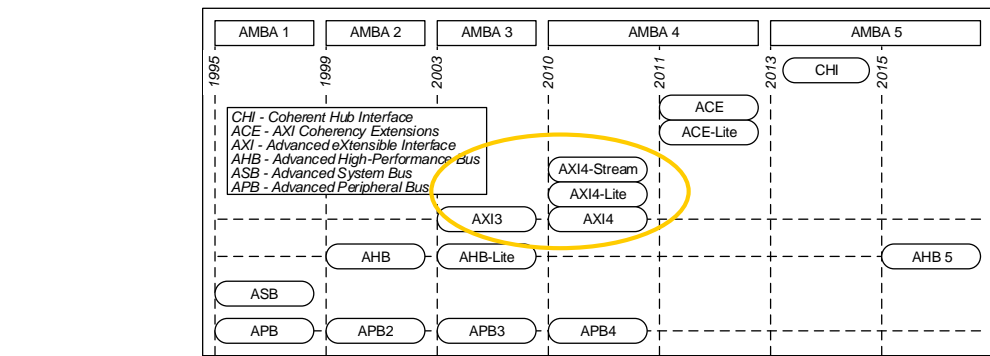 AMBA 1 AMBA 2 AMBA 3 AMBA 4 AMBA 5
1995 1999 2003 2010 2011 2013 2015
CHI
CHI - Coherent Hub Interface
ACE - AXI Coherency Extensions
AXI - Advanced eXtensible Interface
AHB - Advanced High-Performance Bus
ASB - Advanced System Bus
APB - Advanced Peripheral Bus
ACE
ACE-Lite
AXI4-Stream
AXI4-Lite
AXI3 AXI4
AHB AHB-Lite AHB 5
ASB
APB APB2 APB3 APB4